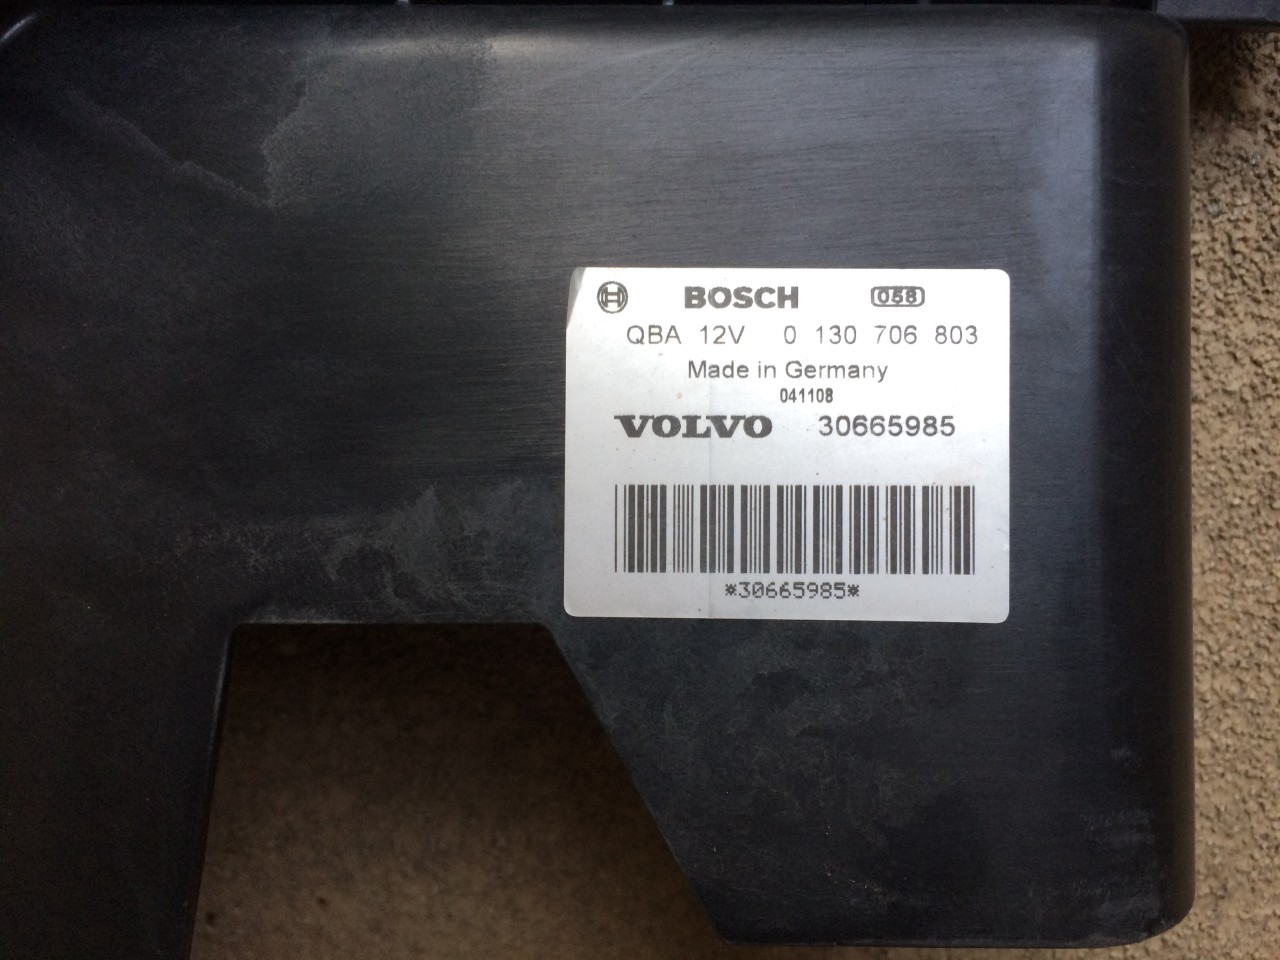 BOSCH 058
QBA 12V 0 130 706 803
Made in Germany
041108
VOLVO 30665985
*30665985*